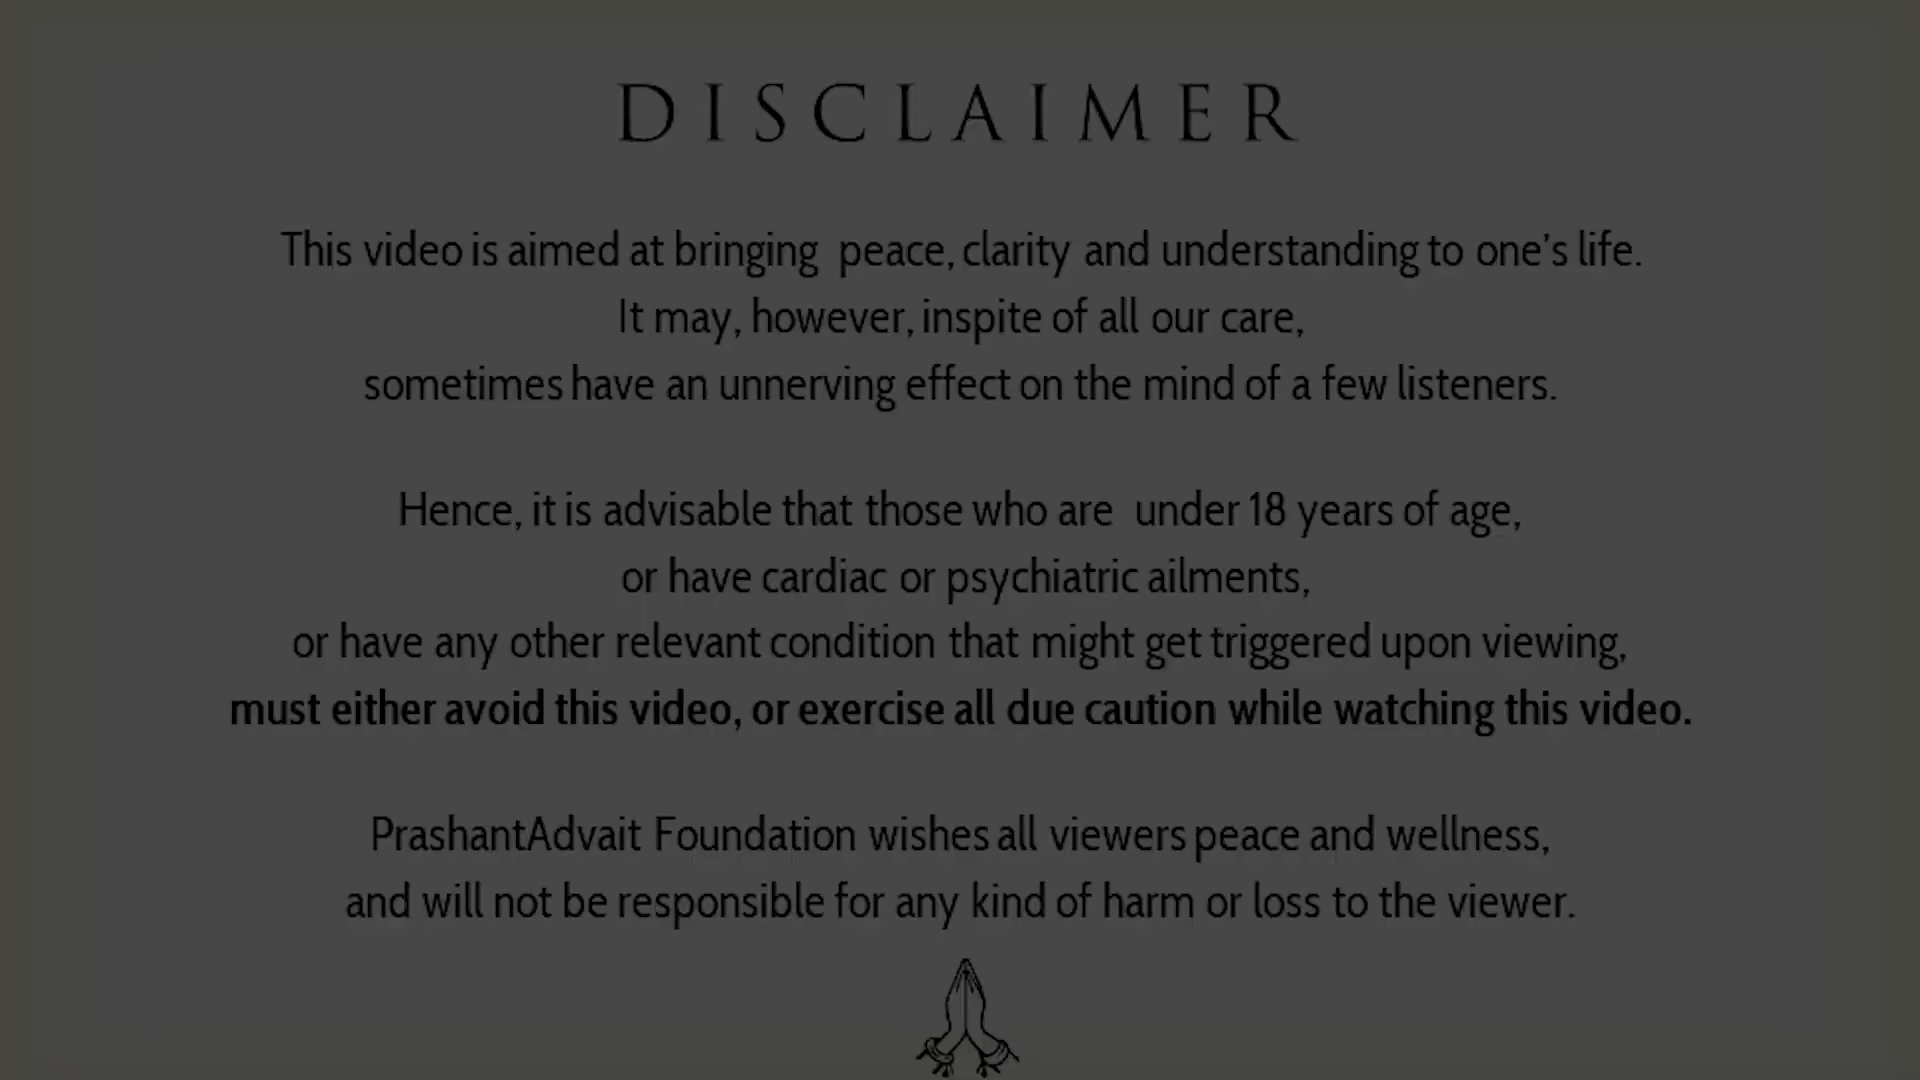 DISCLAIMER
This video is aimed at bringing peace, clarity and understanding to one's life.
It may, however, inspite of all our care,
sometimes have an unnerving effect on the mind of a few listeners.
Hence, it is advisable that those who are under 18 years of age,
or have cardiac or psychiatric ailments,
or have any other relevant condition that might get triggered upon viewing,
must either avoid this video, or exercise all due caution while watching this video.
PrashantAdvait Foundation wishes all viewers peace and wellness,
and will not be responsible for any kind of harm or loss to the viewer.